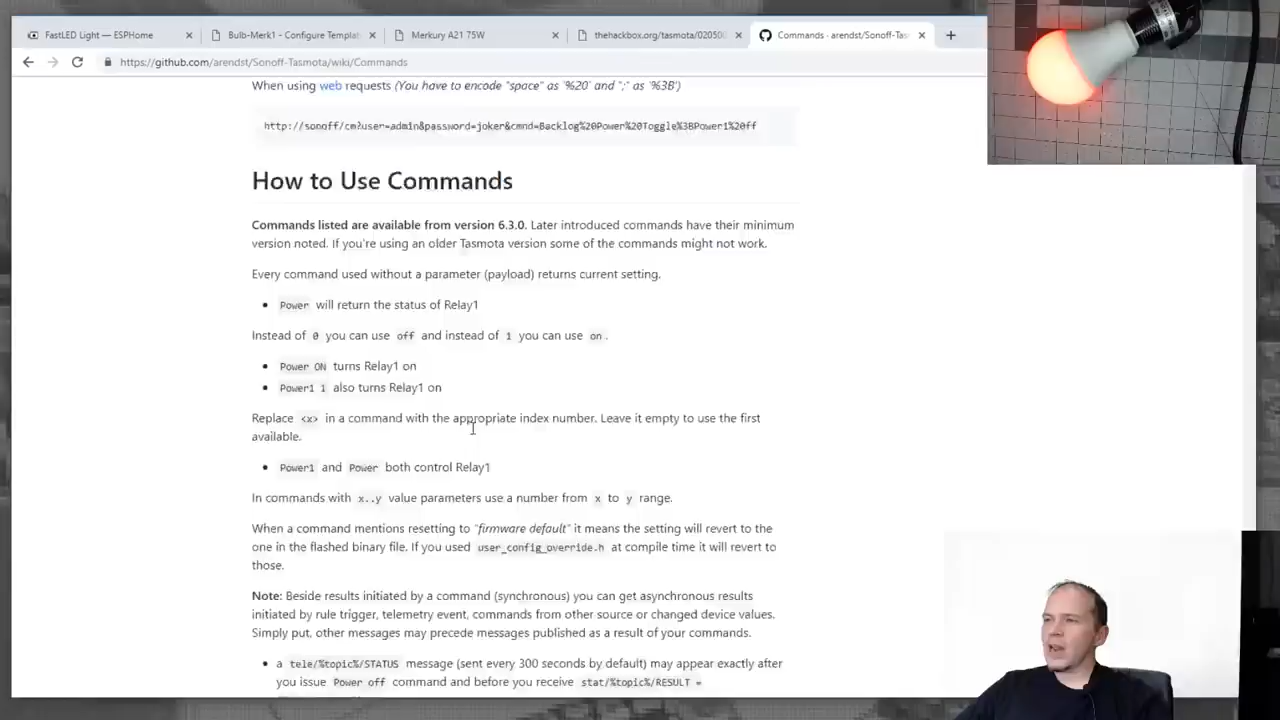 FastLED Light — ESPHome
Bulb-Merk1 - Configure Templat
Merkury A21 75W
thehackbox.org/tasmota/02050
Commands · arendst/Sonoff-Tas
https://github.com/arendst/Sonoff-Tasmota/wiki/Commands
When using web requests (You have to encode "space" as `%20` and ";" as `%3B`)
http://sonoff/cm?user=admin&password=joker&cmnd=Backlog%20Power%20Toggle%3BPower1%20off
How to Use Commands
Commands listed are available from version 6.3.0. Later introduced commands have their minimum
version noted. If you're using an older Tasmota version some of the commands might not work.
Every command used without a parameter (payload) returns current setting.
• Power will return the status of Relay1
Instead of 0 you can use off and instead of 1 you can use on .
• Power ON turns Relay1 on
• Power1 1 also turns Relay1 on
Replace <x> in a command with the appropriate index number. Leave it empty to use the first
available.
• Power1 and Power both control Relay1
In commands with x..y value parameters use a number from x to y range.
When a command mentions resetting to "firmware default" it means the setting will revert to the
one in the flashed binary file. If you used user_config_override.h at compile time it will revert to
those.
Note: Beside results initiated by a command (synchronous) you can get asynchronous results
initiated by rule trigger, telemetry event, commands from other source or changed device values.
Simply put, other messages may precede messages published as a result of your commands.
• a tele/%topic%/STATUS message (sent every 300 seconds by default) may appear exactly after
you issue Power off command and before you receive stat/%topic%/RESULT =